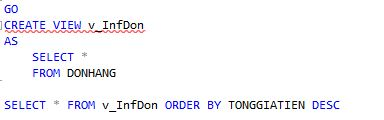 GO
CREATE VIEW v_InfDon
AS
SELECT *
FROM DONHANG
SELECT * FROM v_InfDon ORDER BY TONGGIATIEN DESC